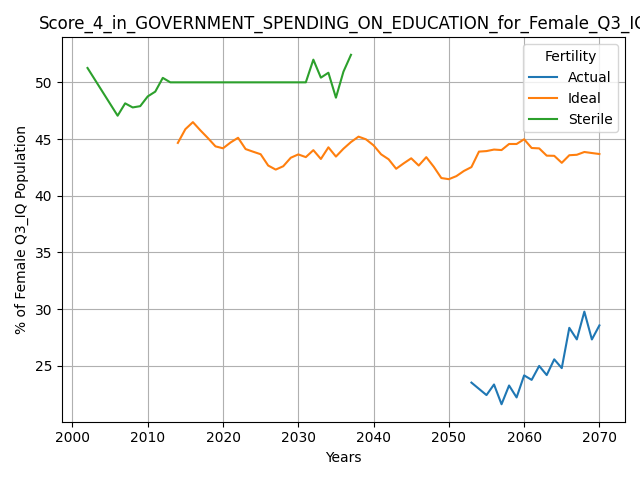 Score_4_in_GOVERNMENT_SPENDING_ON_EDUCATION_for_Female_Q3_IQ
Fertility
Actual
Ideal
Sterile
% of Female Q3_IQ Population
50
45
40
35
30
25
2000 2010 2020 2030 2040 2050 2060 2070
Years